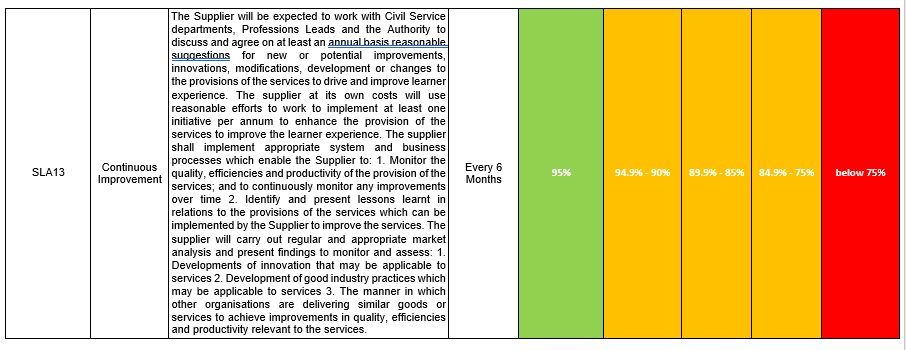 The Supplier will be expected to work with Civil Service
departments, Professions Leads and the Authority to
discuss and agree on at least an annual basis reasonable
suggestions for new or potential improvements,
innovations, modifications, development or changes to
the provisions of the services to drive and improve learner
experience. The supplier at its own costs will use
reasonable efforts to work to implement at least one
initiative per annum to enhance the provision of the
services to improve the learner experience. The supplier
shall implement appropriate system and business
processes which enable the Supplier to: 1. Monitor the
quality, efficiencies and productivity of the provision of the
services; and to continuously monitor any improvements
over time 2. Identify and present lessons learnt in
relations to the provisions of the services which can be
implemented by the Supplier to improve the services. The
supplier will carry out regular and appropriate market
analysis and present findings to monitor and assess: 1.
Developments of innovation that may be applicable to
services 2. Development of good industry practices which
may be applicable to services 3. The manner in which
other organisations are delivering similar goods or
services to achieve improvements in quality, efficiencies
and productivity relevant to the services.
SLA13
Continuous
Improvement
Every 6
Months
95%
94.9% - 90%
89.9% - 85%
84.9% - 75%
below 75%